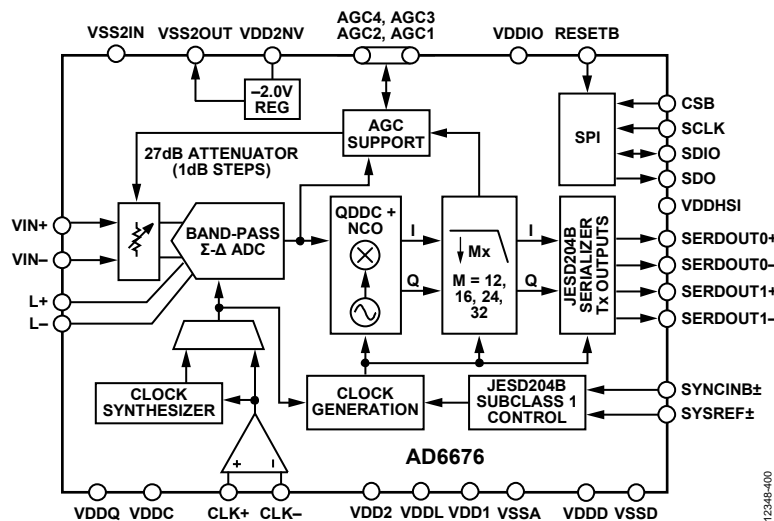 VSS2IN
VSS2OUT
VDD2NV
AGC4, AGC3
AGC2, AGC1
VDDIO
RESETB
–2.0V
REG
AGC
SUPPORT
SPI
CSB
SCLK
SDIO
SDO
27dB ATTENUATOR
(1dB STEPS)
VDDHSI
VIN+
VIN–
BAND-PASS
Σ-Δ ADC
QDDC +
NCO
I
Q
Mx
M = 12,
16, 24,
32
I
Q
JESD204B
SERIALIZER
Tx OUTPUTS
SERDOUT0+
SERDOUT0–
SERDOUT1+
SERDOUT1–
L+
L–
CLOCK
SYNTHESIZER
CLOCK
GENERATION
JESD204B
SUBCLASS 1
CONTROL
SYNCINB±
SYSREF±
+
–
AD6676
VDDQ
VDDC
CLK+
CLK–
VDD2
VDDL
VDD1
VSSA
VDDD
VSSD
12348-400